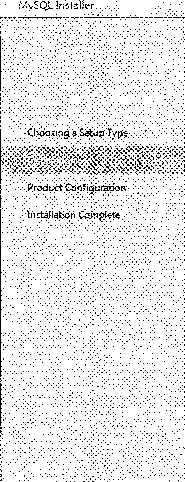 MySQL Installer
Choosing a Setup Type
Product Configuration
Installation Complete